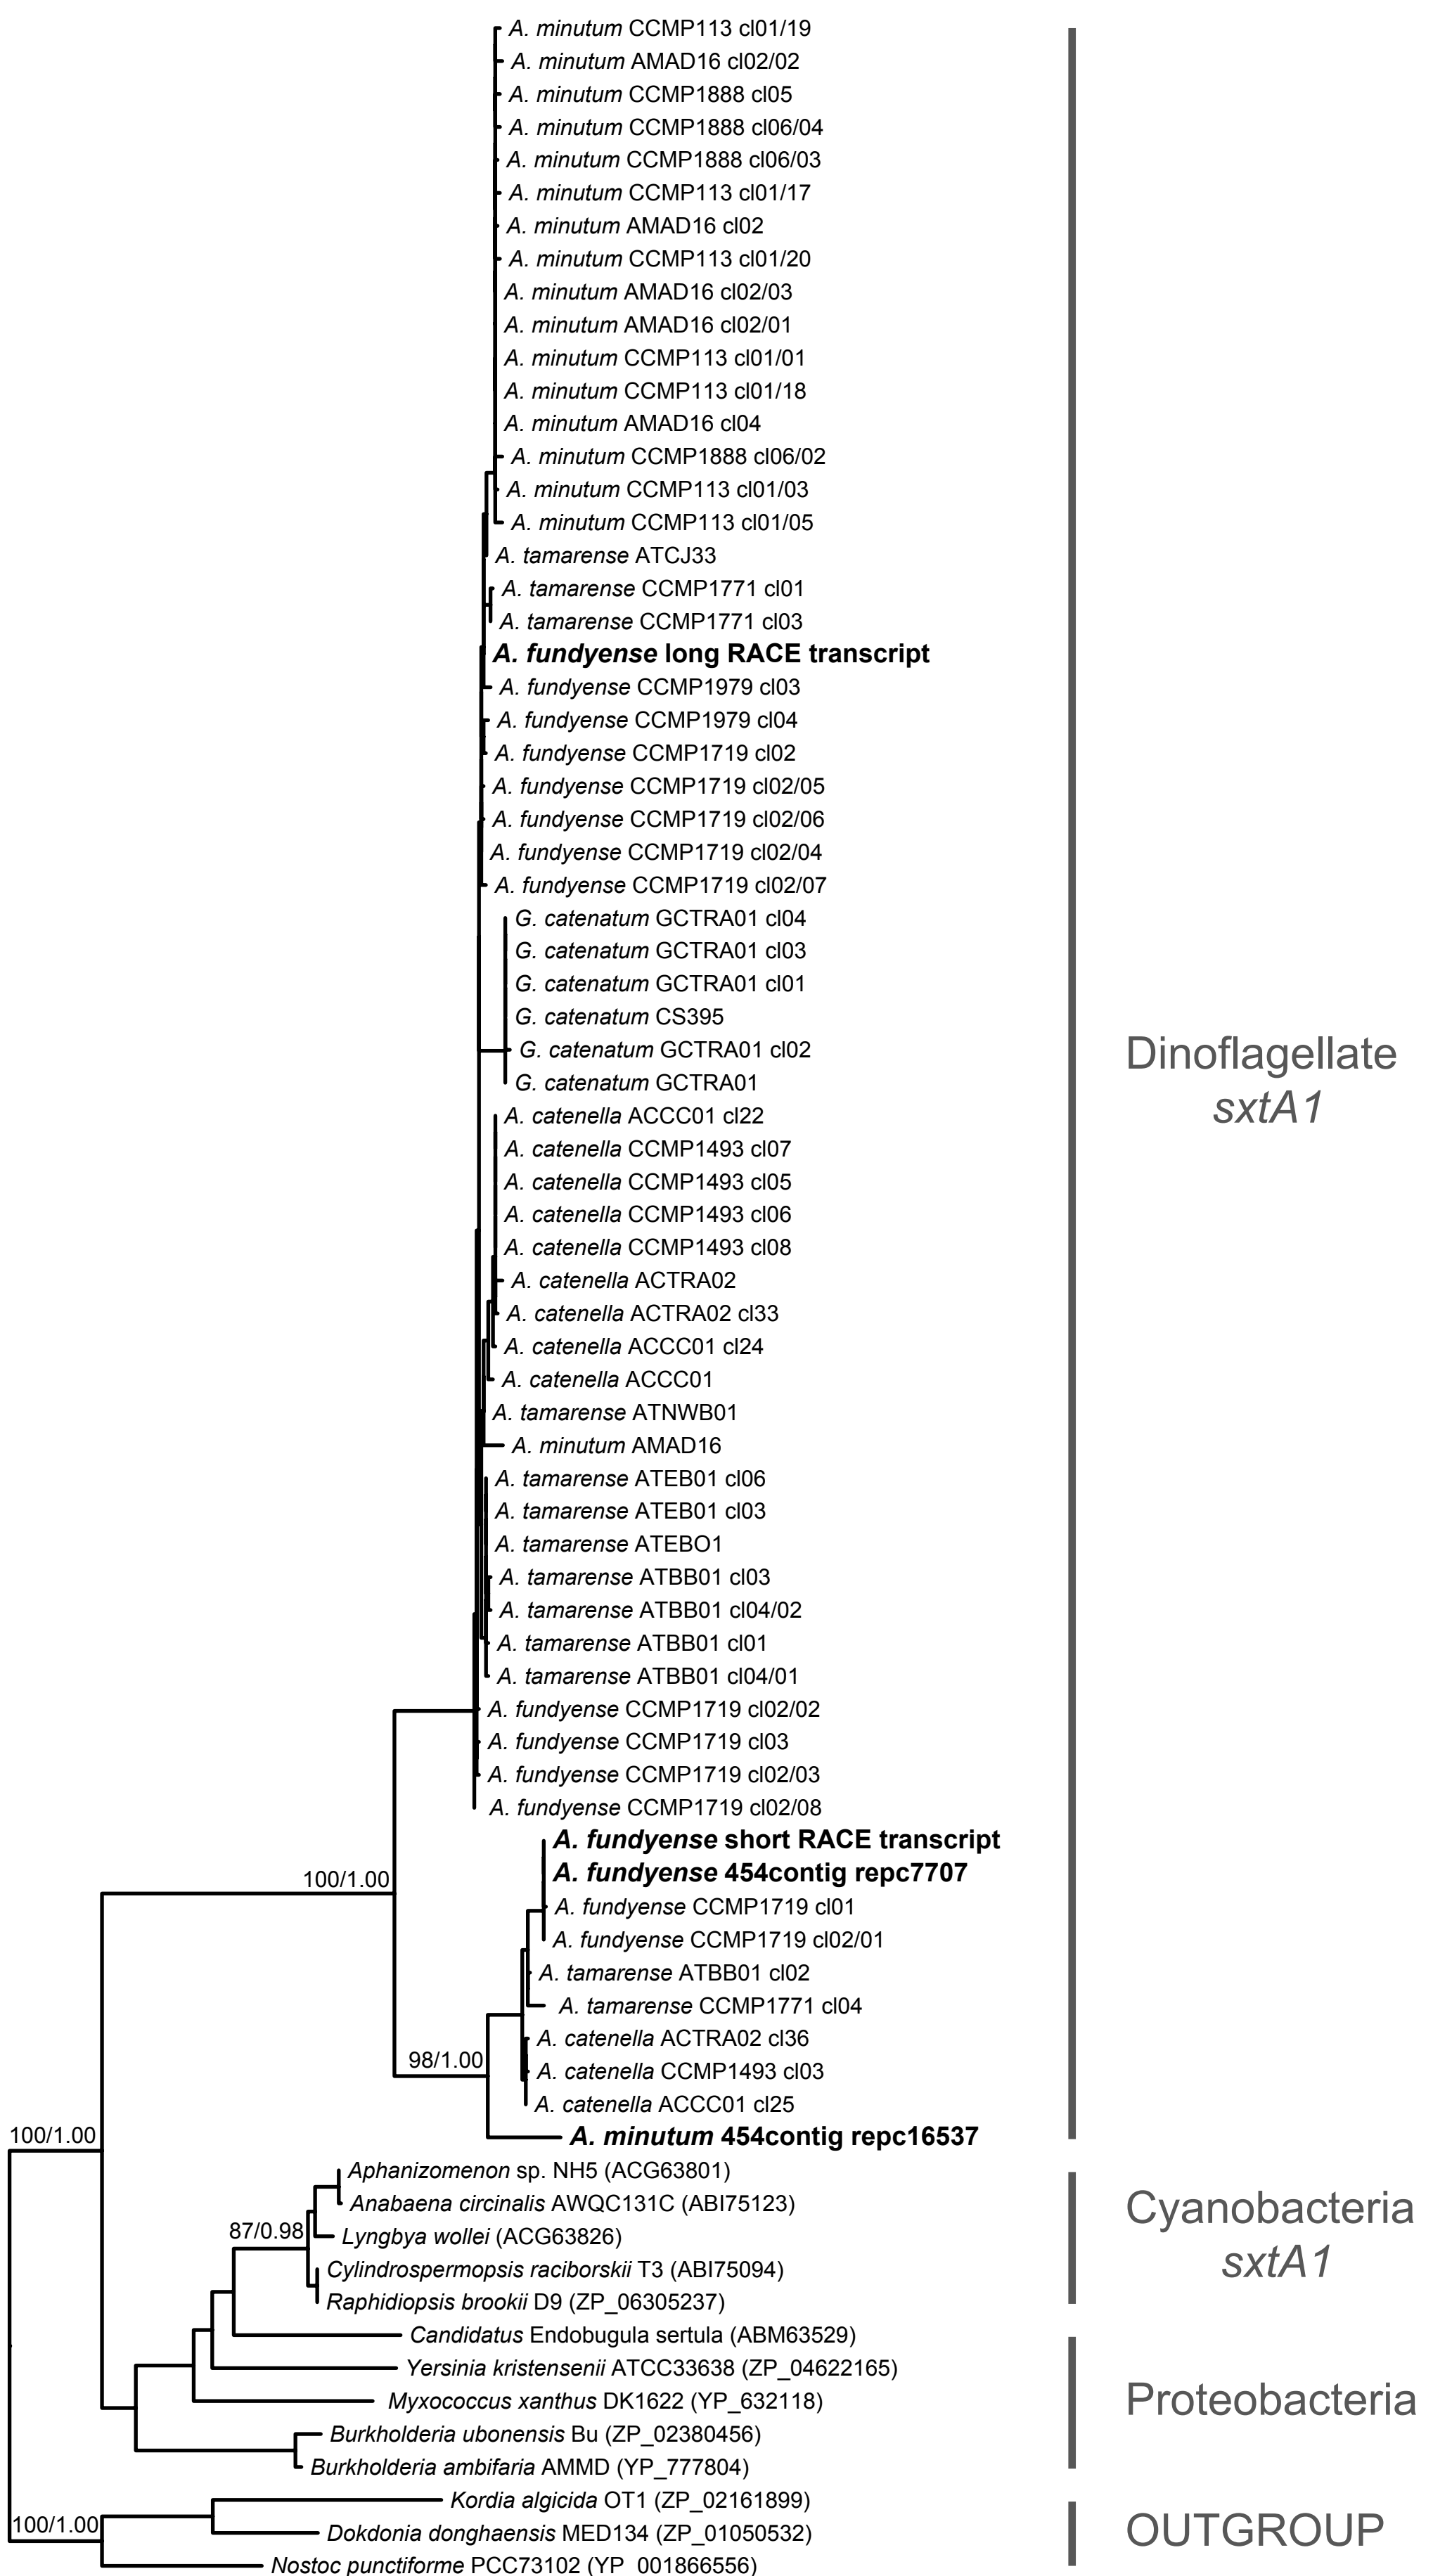 A. minutum CCMP113 cl01/19
A. minutum AMAD16 cl02/02
A. minutum CCMP1888 cl05
A. minutum CCMP1888 cl06/04
A. minutum CCMP1888 cl06/03
A. minutum CCMP113 cl01/17
A. minutum AMAD16 cl02
A. minutum CCMP113 cl01/20
A. minutum AMAD16 cl02/03
A. minutum AMAD16 cl02/01
A. minutum CCMP113 cl01/01
A. minutum CCMP113 cl01/18
A. minutum AMAD16 cl04
A. minutum CCMP1888 cl06/02
A. minutum CCMP113 cl01/03
A. minutum CCMP113 cl01/05
A. tamarense ATCJ33
A. tamarense CCMP1771 cl01
A. tamarense CCMP1771 cl03
A. fundyense long RACE transcript
A. fundyense CCMP1979 cl03
A. fundyense CCMP1979 cl04
A. fundyense CCMP1719 cl02
A. fundyense CCMP1719 cl02/05
A. fundyense CCMP1719 cl02/06
A. fundyense CCMP1719 cl02/04
A. fundyense CCMP1719 cl02/07
G. catenatum GCTRA01 cl04
G. catenatum GCTRA01 cl03
G. catenatum GCTRA01 cl01
G. catenatum CS395
G. catenatum GCTRA01 cl02
G. catenatum GCTRA01
Dinoflagellate
sxtA1
A. catenella ACCC01 cl22
A. catenella CCMP1493 cl07
A. catenella CCMP1493 cl05
A. catenella CCMP1493 cl06
A. catenella CCMP1493 cl08
A. catenella ACTRA02
A. catenella ACTRA02 cl33
A. catenella ACCC01 cl24
A. catenella ACCC01
A. tamarense ATNWB01
A. minutum AMAD16
A. tamarense ATEB01 cl06
A. tamarense ATEB01 cl03
A. tamarense ATEBO1
A. tamarense ATBB01 cl03
A. tamarense ATBB01 cl04/02
A. tamarense ATBB01 cl01
A. tamarense ATBB01 cl04/01
A. fundyense CCMP1719 cl02/02
A. fundyense CCMP1719 cl03
A. fundyense CCMP1719 cl02/03
A. fundyense CCMP1719 cl02/08
A. fundyense short RACE transcript
A. fundyense 454contig repc7707
100/1.00
A. fundyense CCMP1719 cl01
A. fundyense CCMP1719 cl02/01
A. tamarense ATBB01 cl02
A. tamarense CCMP1771 cl04
A. catenella ACTRA02 cl36
98/1.00
A. catenella CCMP1493 cl03
A. catenella ACCC01 cl25
100/1.00
A. minutum 454contig repc16537
Aphanizomenon sp. NH5 (ACG63801)
Anabaena circinalis AWQC131C (ABI75123)
87/0.98
Lyngbya wollei (ACG63826)
Cylindrospermopsis raciborskii T3 (ABI75094)
Raphidiopsis brookii D9 (ZP_06305237)
Cyanobacteria
sxtA1
Candidatus Endobugula sertula (ABM63529)
Yersinia kristensenii ATCC33638 (ZP_04622165)
Myxococcus xanthus DK1622 (YP_632118)
Burkholderia ubonensis Bu (ZP_02380456)
Burkholderia ambifaria AMMD (YP_777804)
Proteobacteria
Kordia algicida OT1 (ZP_02161899)
100/1.00
Dokdonia donghaensis MED134 (ZP_01050532)
Nostoc punctiforme PCC73102 (YP_001866556)
OUTGROUP